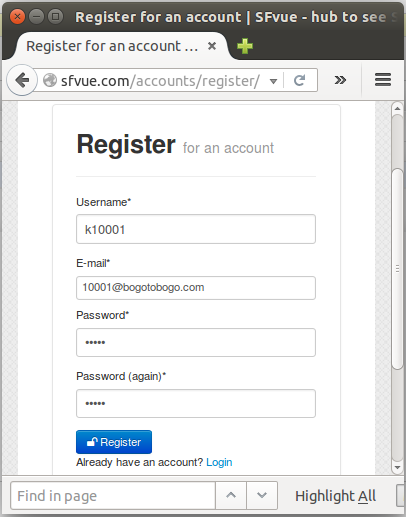 Register for an account | SFvue - hub to see S
Register for an account ...
sfvue.com/accounts/register/
Register for an account
Username*
k10001
E-mail*
10001@bogotobogo.com
Password*
•••••
Password (again)*
•••••
Register
Already have an account? Login
Find in page
Highlight All